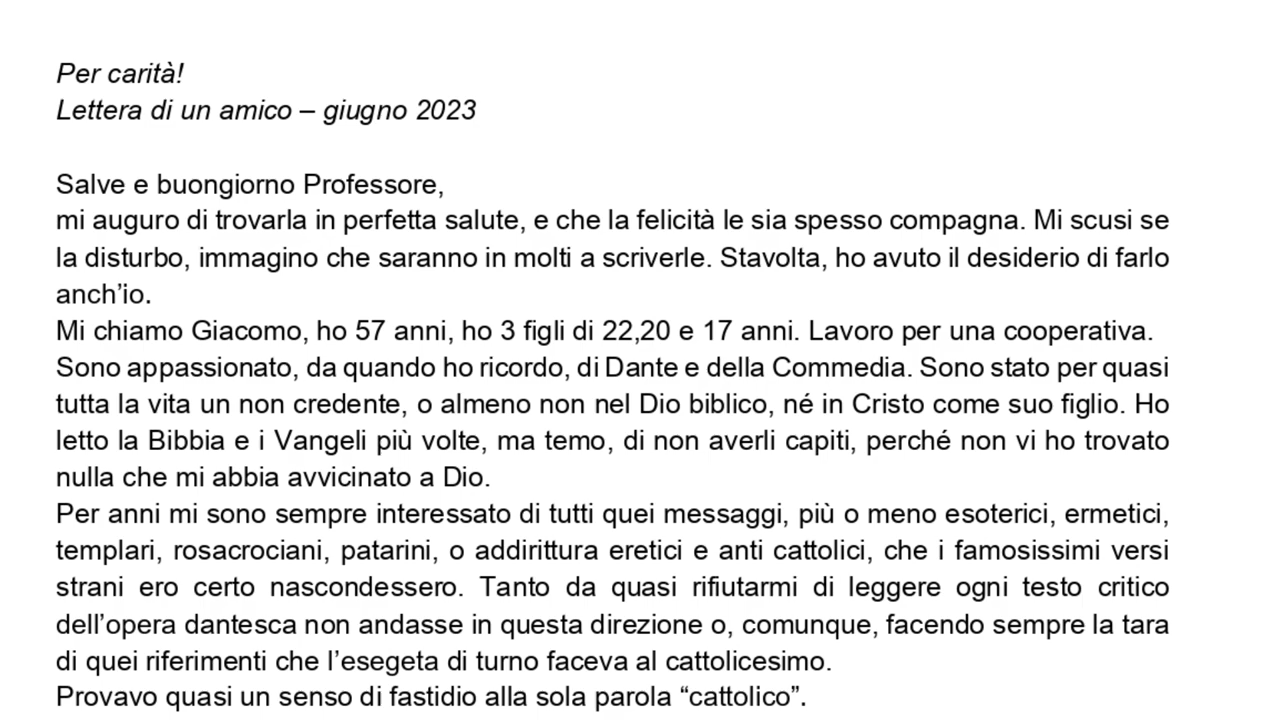 Per carità!
Lettera di un amico – giugno 2023
Salve e buongiorno Professore,
mi auguro di trovarla in perfetta salute, e che la felicità le sia spesso compagna. Mi scusi se
la disturbo, immagino che saranno in molti a scriverle. Stavolta, ho avuto il desiderio di farlo
anch’io.
Mi chiamo Giacomo, ho 57 anni, ho 3 figli di 22,20 e 17 anni. Lavoro per una cooperativa.
Sono appassionato, da quando ho ricordo, di Dante e della Commedia. Sono stato per quasi
tutta la vita un non credente, o almeno non nel Dio biblico, né in Cristo come suo figlio. Ho
letto la Bibbia e i Vangeli più volte, ma temo, di non averli capiti, perché non vi ho trovato
nulla che mi abbia avvicinato a Dio.
Per anni mi sono sempre interessato di tutti quei messaggi, più o meno esoterici, ermetici,
templari, rosacrociani, patarini, o addirittura eretici e anti cattolici, che i famosissimi versi
strani ero certo nascondessero. Tanto da quasi rifiutarmi di leggere ogni testo critico
dell’opera dantesca non andasse in questa direzione o, comunque, facendo sempre la tara
di quei riferimenti che l’esegeta di turno faceva al cattolicesimo.
Provavo quasi un senso di fastidio alla sola parola “cattolico”.